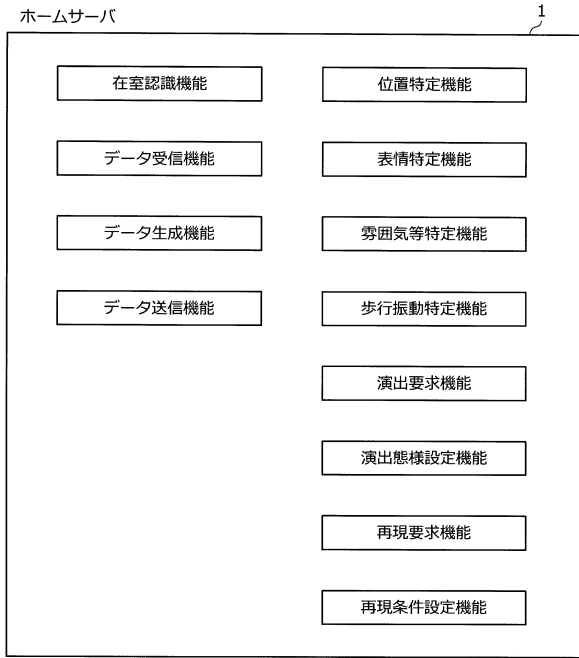 ホームサーバ
1
在室認識機能
データ受信機能
データ生成機能
データ送信機能
位置特定機能
表情特定機能
雰囲気等特定機能
歩行振動特定機能
演出要求機能
演出態様設定機能
再現要求機能
再現条件設定機能